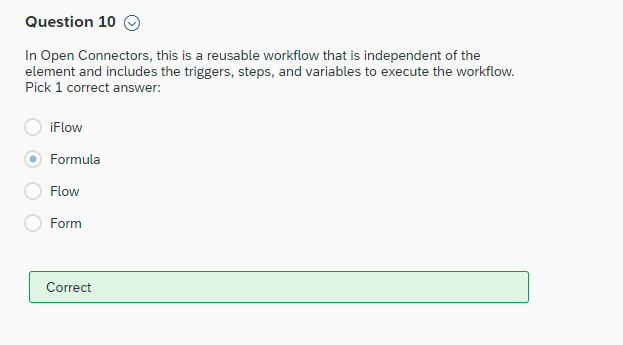 Question 10
In Open Connectors, this is a reusable workflow that is independent of the
element and includes the triggers, steps, and variables to execute the workflow.
Pick 1 correct answer:
iFlow
Formula
Flow
Form
Correct